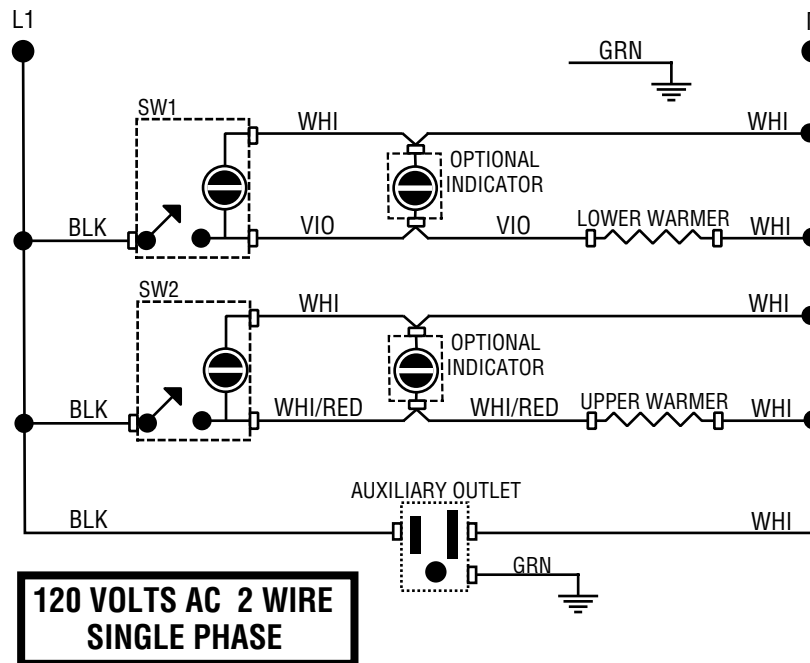 L1
GRN
SW1
WHI
WHI
OPTIONAL
INDICATOR
BLK
VIO
VIO
LOWER WARMER
WHI
SW2
WHI
WHI
OPTIONAL
INDICATOR
BLK
WHI/RED
WHI/RED
UPPER WARMER
WHI
AUXILIARY OUTLET
BLK
WHI
GRN
120 VOLTS AC 2 WIRE
SINGLE PHASE